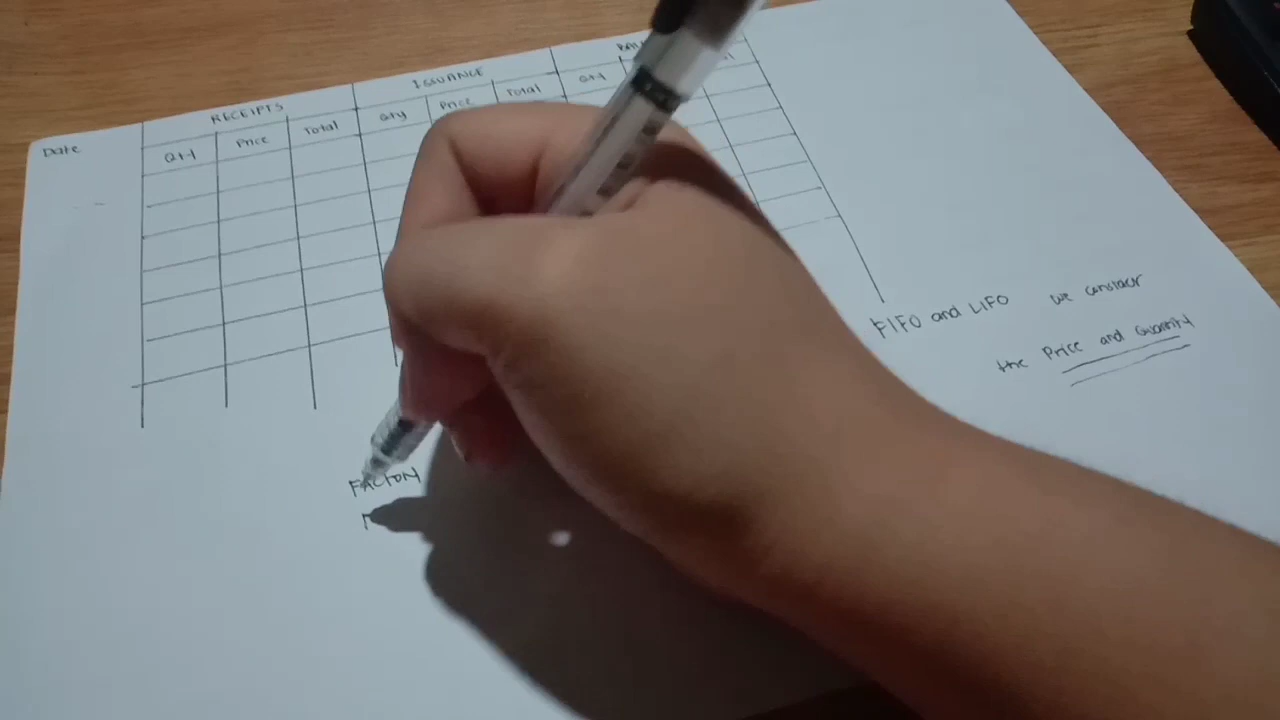 RECEIPTS ISSUANCE
Date Qty Price Total Qty Price Total Qty
FIFO and LIFO we consider
the Price and Quantity